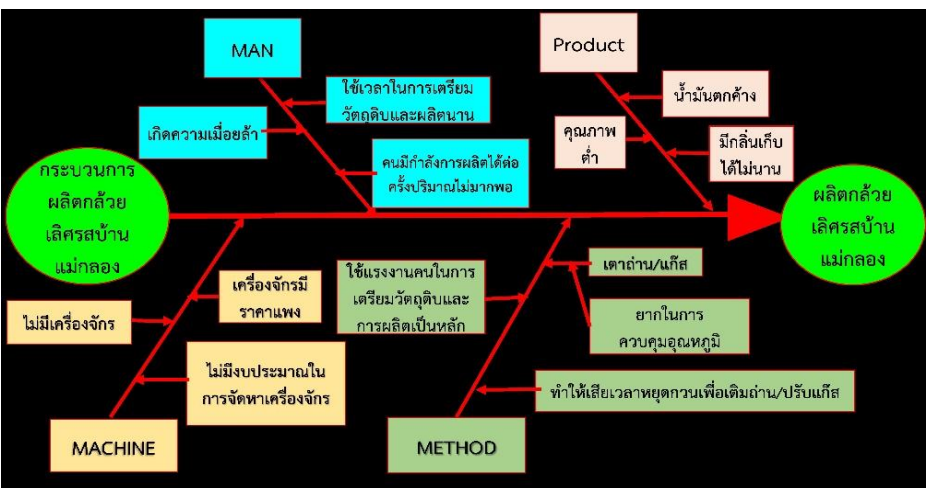 MAN
Product
ใช้เวลาในการเตรียม
วัตถุดิบและผลิตนาน
น้ำมันตกค้าง
เกิดความเมื่อยล้า
คุณภาพ
ต่ำ
มีกลิ่นเก็บ
ได้ไม่นาน
คนมีกำลังการผลิตได้ต่อ
ครั้งปริมาณไม่มากพอ
กระบวนการ
ผลิตกล้วย
เลิศรสบ้าน
แม่กลอง
ผลิตกล้วย
เลิศรสบ้าน
แม่กลอง
เครื่องจักรมี
ราคาแพง
ไม่มีเครื่องจักร
ไม่มีงบประมาณใน
การจัดหาเครื่องจักร
ใช้แรงงานคนในการ
เตรียมวัตถุดิบและ
การผลิตเป็นหลัก
เตาถ่าน/แก๊ส
ยากในการ
ควบคุมอุณหภูมิ
ทำให้เสียเวลาหยุดกวนเพื่อเติมถ่าน/ปรับแก๊ส
MACHINE
METHOD